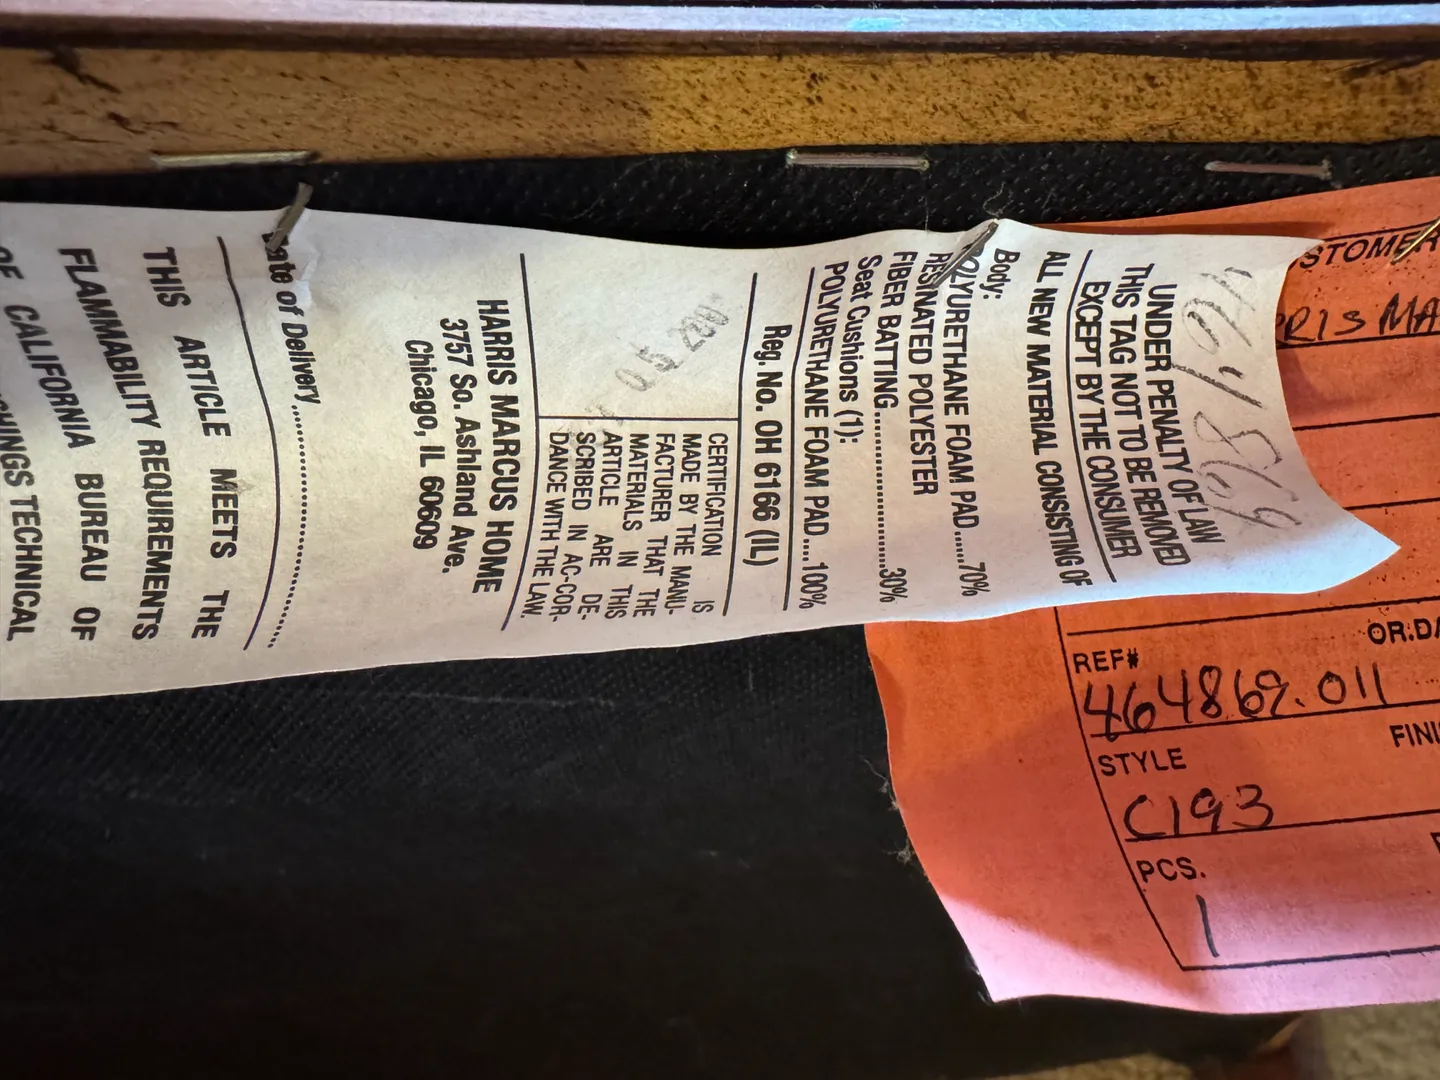 464869
UNDER PENALTY OF LAW
THIS TAG NOT TO BE REMOVED
EXCEPT BY THE CONSUMER
ALL NEW MATERIAL CONSISTING OF
Body:
POLYURETHANE FOAM PAD......70%
RESINATED POLYESTER
FIBER BATTING........................30%
Seat Cushions (1):
POLYURETHANE FOAM PAD....100%
Reg. No. OH 6166 (IL)
CERTIFICATION IS
MADE BY THE MANU-
FACTURER THAT THE
MATERIALS IN THIS
ARTICLE ARE DE-
SCRIBED IN AC-COR-
DANCE WITH THE LAW.
HARRIS MARCUS HOME
3757 So. Ashland Ave.
Chicago, IL 60609
Date of Delivery
THIS ARTICLE MEETS THE
FLAMMABILITY REQUIREMENTS
OF CALIFORNIA BUREAU OF
TECHNICAL
REF#
464869.011
STYLE
C193
PCS.
1